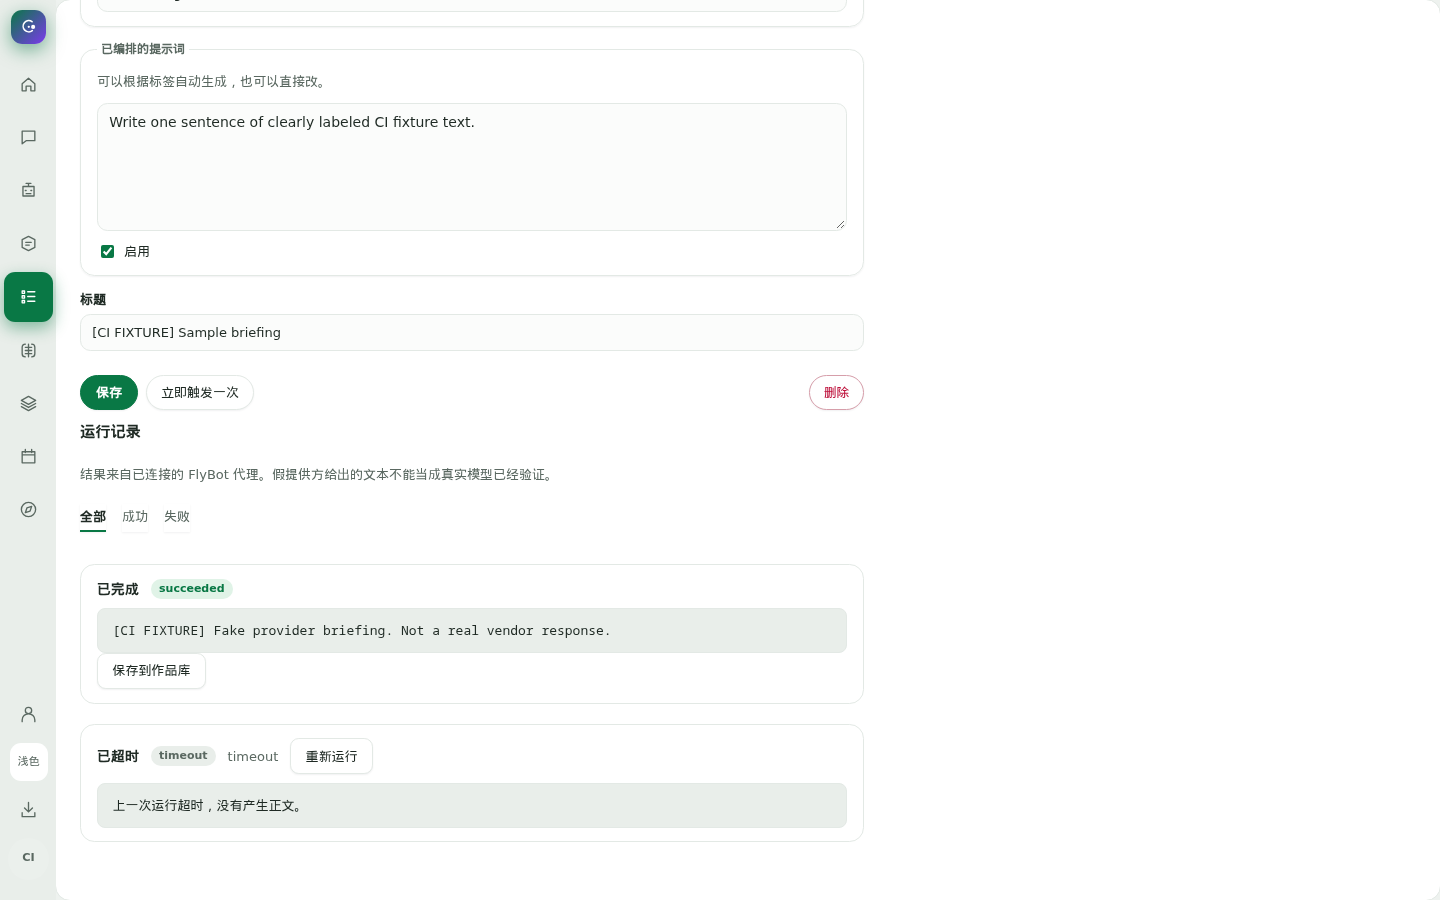 已编排的提示词
可以根据标签自动生成，也可以直接改。
Write one sentence of clearly labeled CI fixture text.
启用
标题
[CI FIXTURE] Sample briefing
保存 立即触发一次 删除
运行记录
结果来自已连接的 FlyBot 代理。假提供方给出的文本不能当成真实模型已经验证。
全部 成功 失败
已完成 succeeded
[CI FIXTURE] Fake provider briefing. Not a real vendor response.
保存到作品库
已超时 timeout timeout 重新运行
上一次运行超时，没有产生正文。
浅色
CI